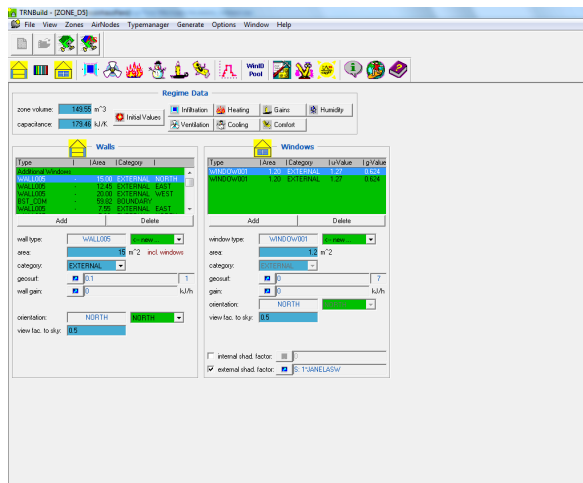 TRNBuild - [ZONE_D5]
File View Zones AirNodes Typemanager Generate Options Window Help
WinID Pool
Regime Data
zone volume: 149.55 m^3
capacitance: 179.46 kJ/K
Initial Values
Infiltration Heating Gains Humidity
Ventilation Cooling Comfort
Walls
Type | Area | Category |
Additional Windows
WALL005 - 15.00 EXTERNAL NORTH
WALL005 - 12.45 EXTERNAL EAST
WALL005 - 20.00 EXTERNAL WEST
BST_COM - 59.82 BOUNDARY
WALL005 - 7.55 EXTERNAL EAST
Add Delete
wall type: WALL005 <-- new...
area: 15 m^2 incl. windows
category: EXTERNAL
geosurf: 0.1 1
wall gain: 0 kJ/h
orientation: NORTH NORTH
view fac. to sky: 0.5
Windows
Type | Area | Category | u-Value | g-Value
WINDOW001 1.20 EXTERNAL 1.27 0.624
WINDOW001 1.20 EXTERNAL 1.27 0.624
Add Delete
window type: WINDOW001 <-- new...
area: 1.2 m^2
category: EXTERNAL
geosurf: 0 7
gain: 0 kJ/h
orientation: NORTH
view fac. to sky: 0.5
internal shad. factor: 0
external shad. factor: S: 1*JANELASW